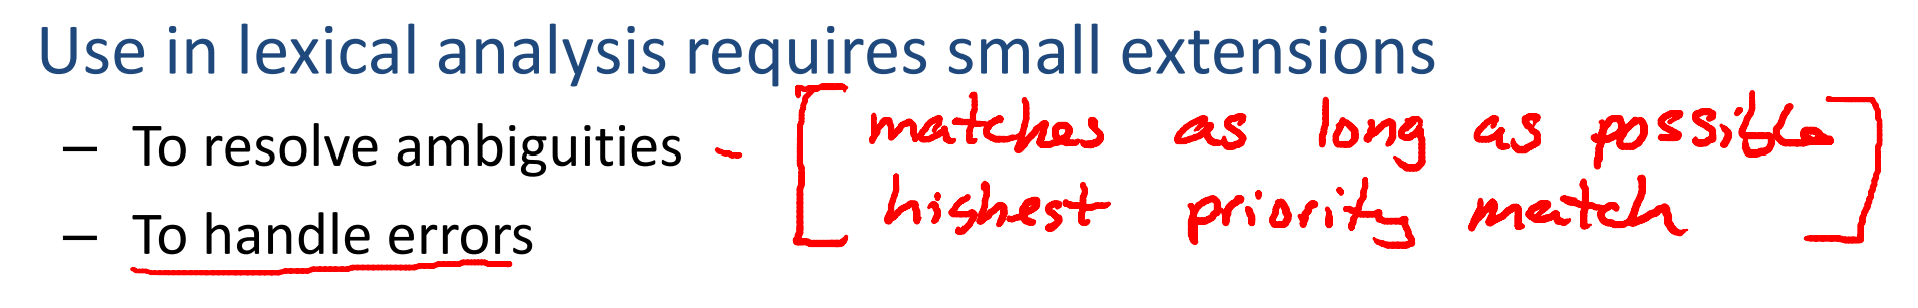 Use in lexical analysis requires small extensions
– To resolve ambiguities - [ matches as long as possible
highest priority match ]
– To handle errors